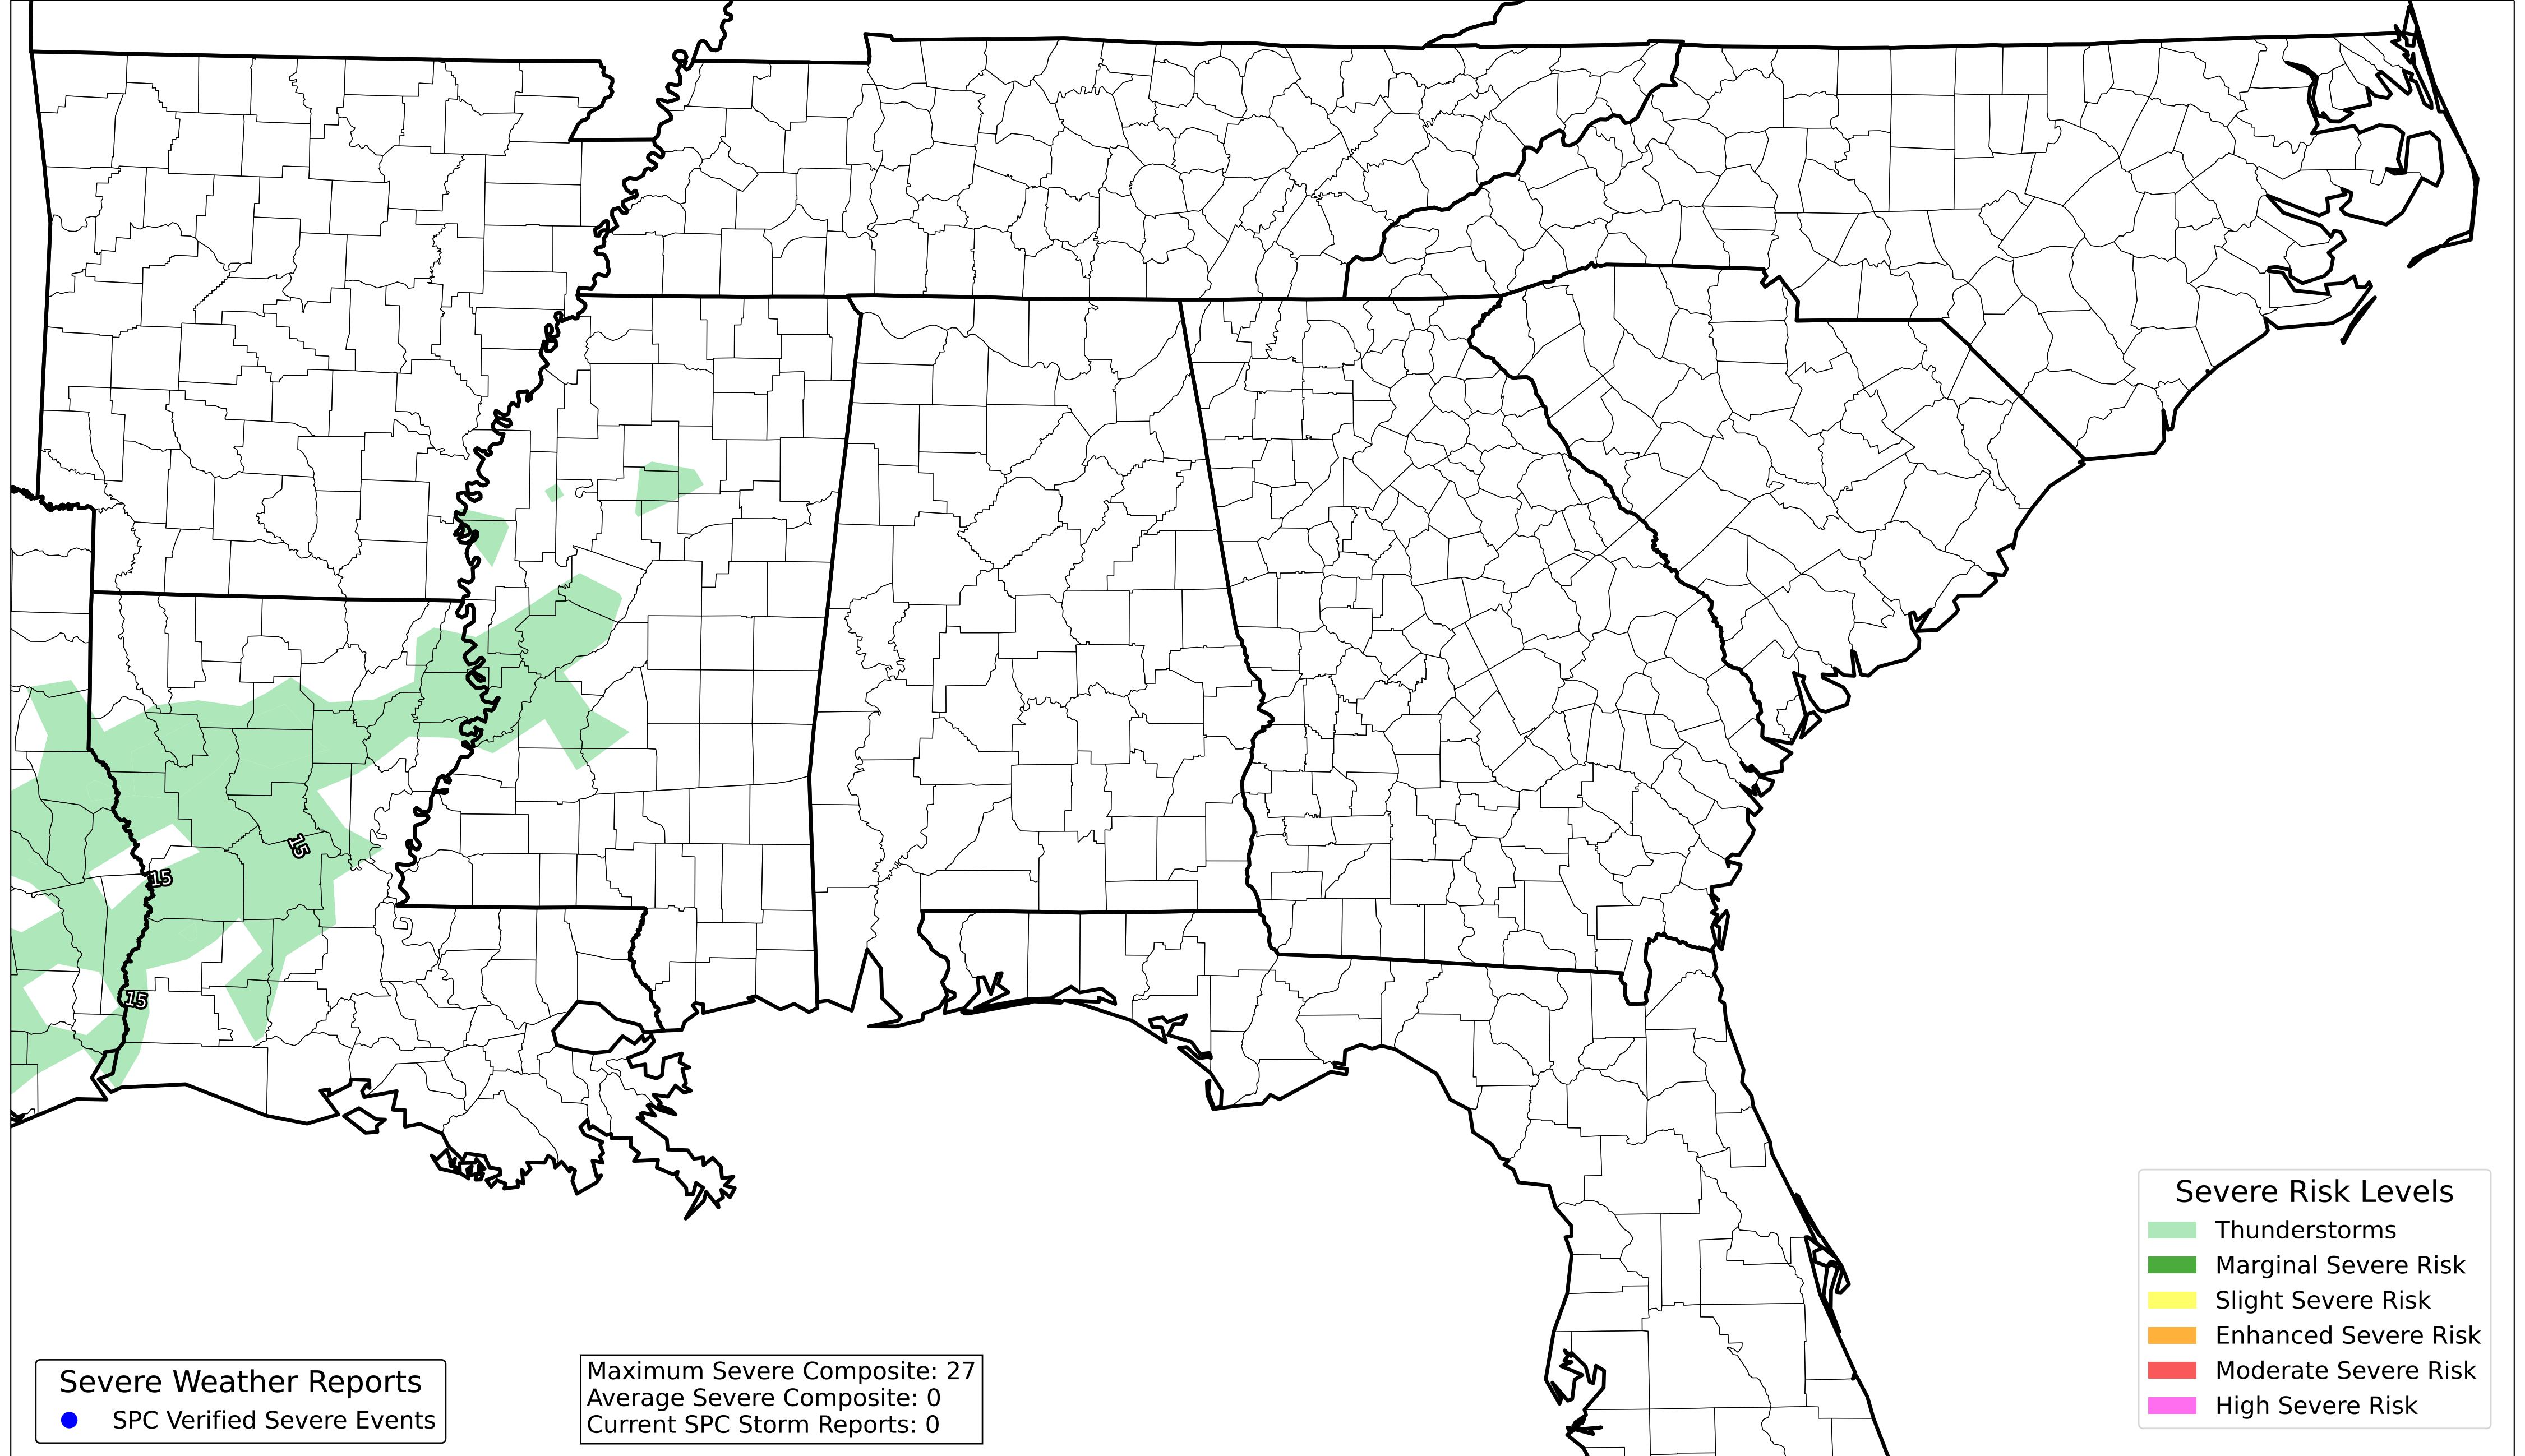 15
15
15
Severe Weather Reports
SPC Verified Severe Events
Maximum Severe Composite: 27
Average Severe Composite: 0
Current SPC Storm Reports: 0
Severe Risk Levels
Thunderstorms
Marginal Severe Risk
Slight Severe Risk
Enhanced Severe Risk
Moderate Severe Risk
High Severe Risk